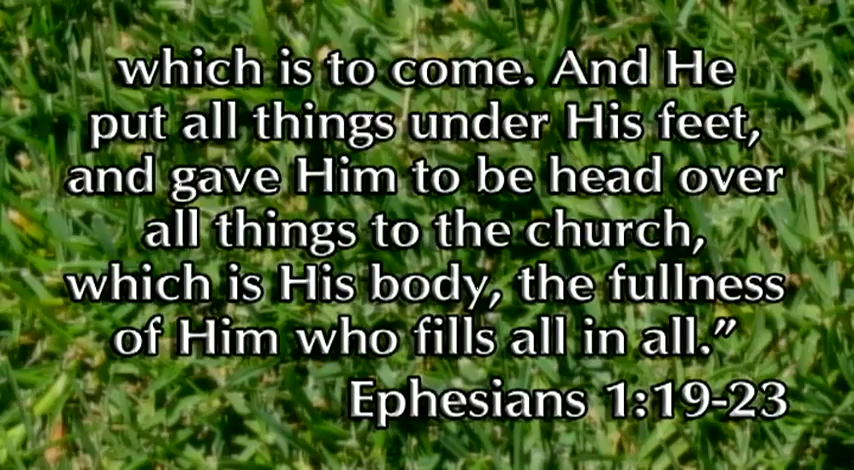 which is to come. And He
put all things under His feet,
and gave Him to be head over
all things to the church,
which is His body, the fullness
of Him who fills all in all.”
Ephesians 1:19-23